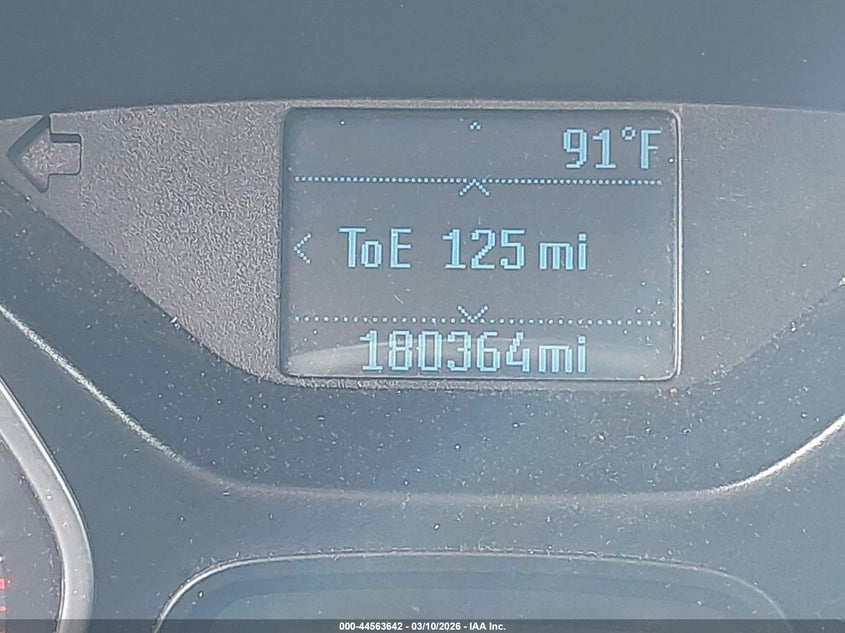 91°F
ToE 125 mi
180364mi
000-44563642 - 03/10/2026 - IAA Inc.